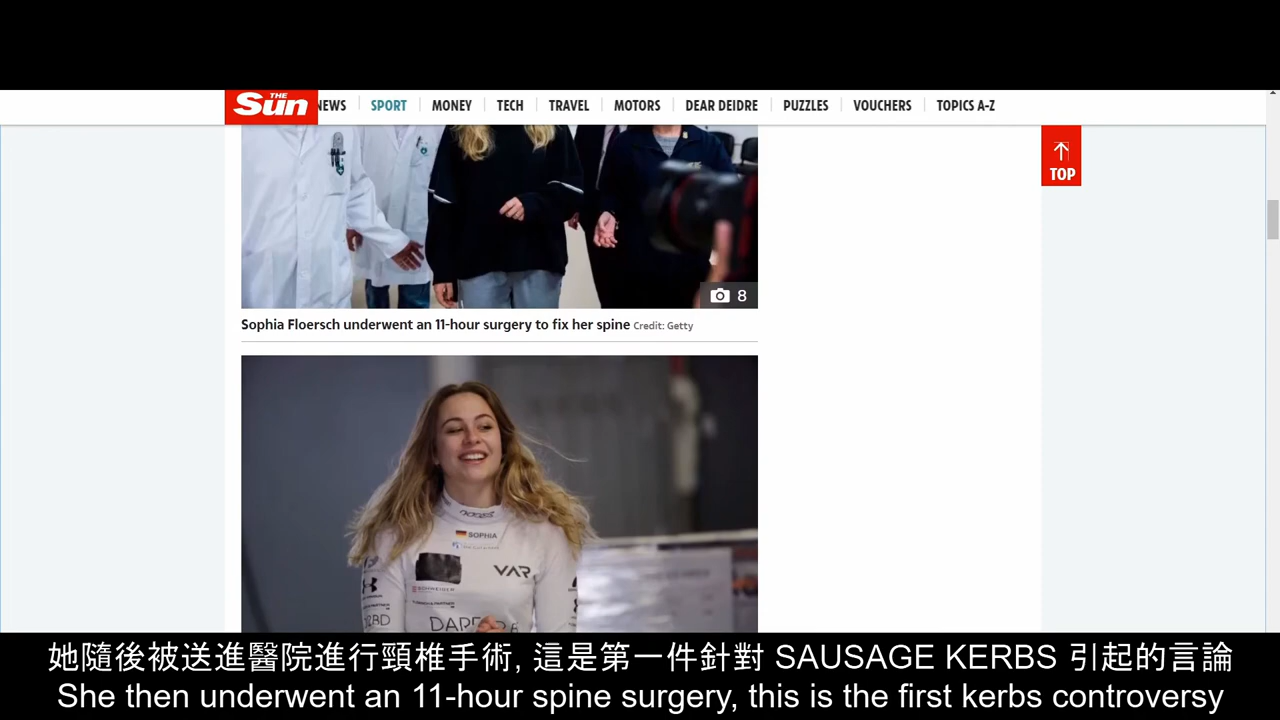 THE
Sun
NEWS
SPORT
MONEY
TECH
TRAVEL
MOTORS
DEAR DEIDRE
PUZZLES
VOUCHERS
TOPICS A-Z
TOP
8
Sophia Floersch underwent an 11-hour surgery to fix her spine Credit: Getty
SOPHIA
VAR
SCHNEIDER
她隨後被送進醫院進行頸椎手術, 這是第一件針對 SAUSAGE KERBS 引起的言論
She then underwent an 11-hour spine surgery, this is the first kerbs controversy